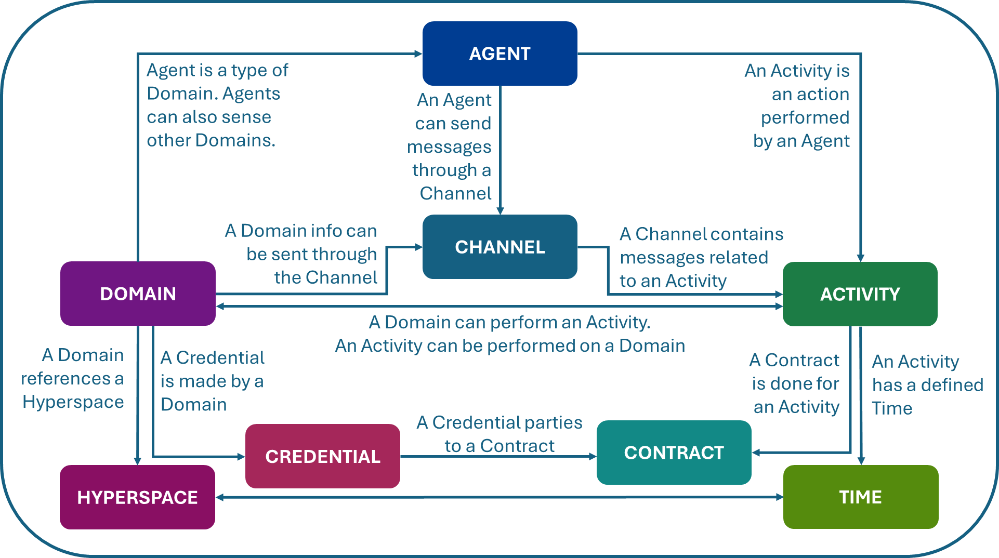 AGENT
Agent is a type of
Domain. Agents
can also sense
other Domains.
An Agent
can send
messages
through a
Channel
An Activity is
an action
performed
by an Agent
A Domain info can
be sent through
the Channel
CHANNEL
A Channel contains
messages related
to an Activity
DOMAIN
ACTIVITY
A Domain can perform an Activity.
An Activity can be performed on a Domain
A Domain
references a
Hyperspace
A Credential
is made by a
Domain
A Contract
is done for
an Activity
An Activity
has a defined
Time
A Credential parties
to a Contract
CREDENTIAL
CONTRACT
HYPERSPACE
TIME